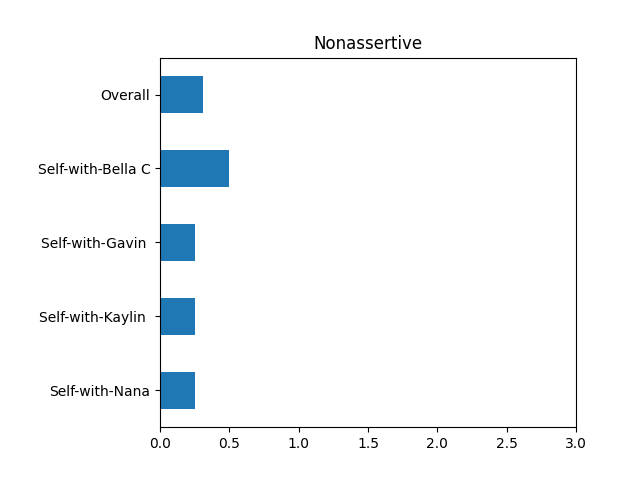 Nonassertive
Overall
Self-with-Bella C
Self-with-Gavin
Self-with-Kaylin
Self-with-Nana
0.0 0.5 1.0 1.5 2.0 2.5 3.0